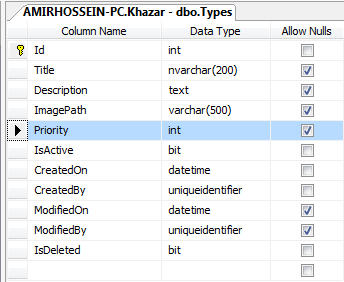 AMIRHOSSEIN-PC.Khazar - dbo.Types
Column Name Data Type Allow Nulls
Id int
Title nvarchar(200)
Description text
ImagePath varchar(500)
Priority int
IsActive bit
CreatedOn datetime
CreatedBy uniqueidentifier
ModifiedOn datetime
ModifiedBy uniqueidentifier
IsDeleted bit